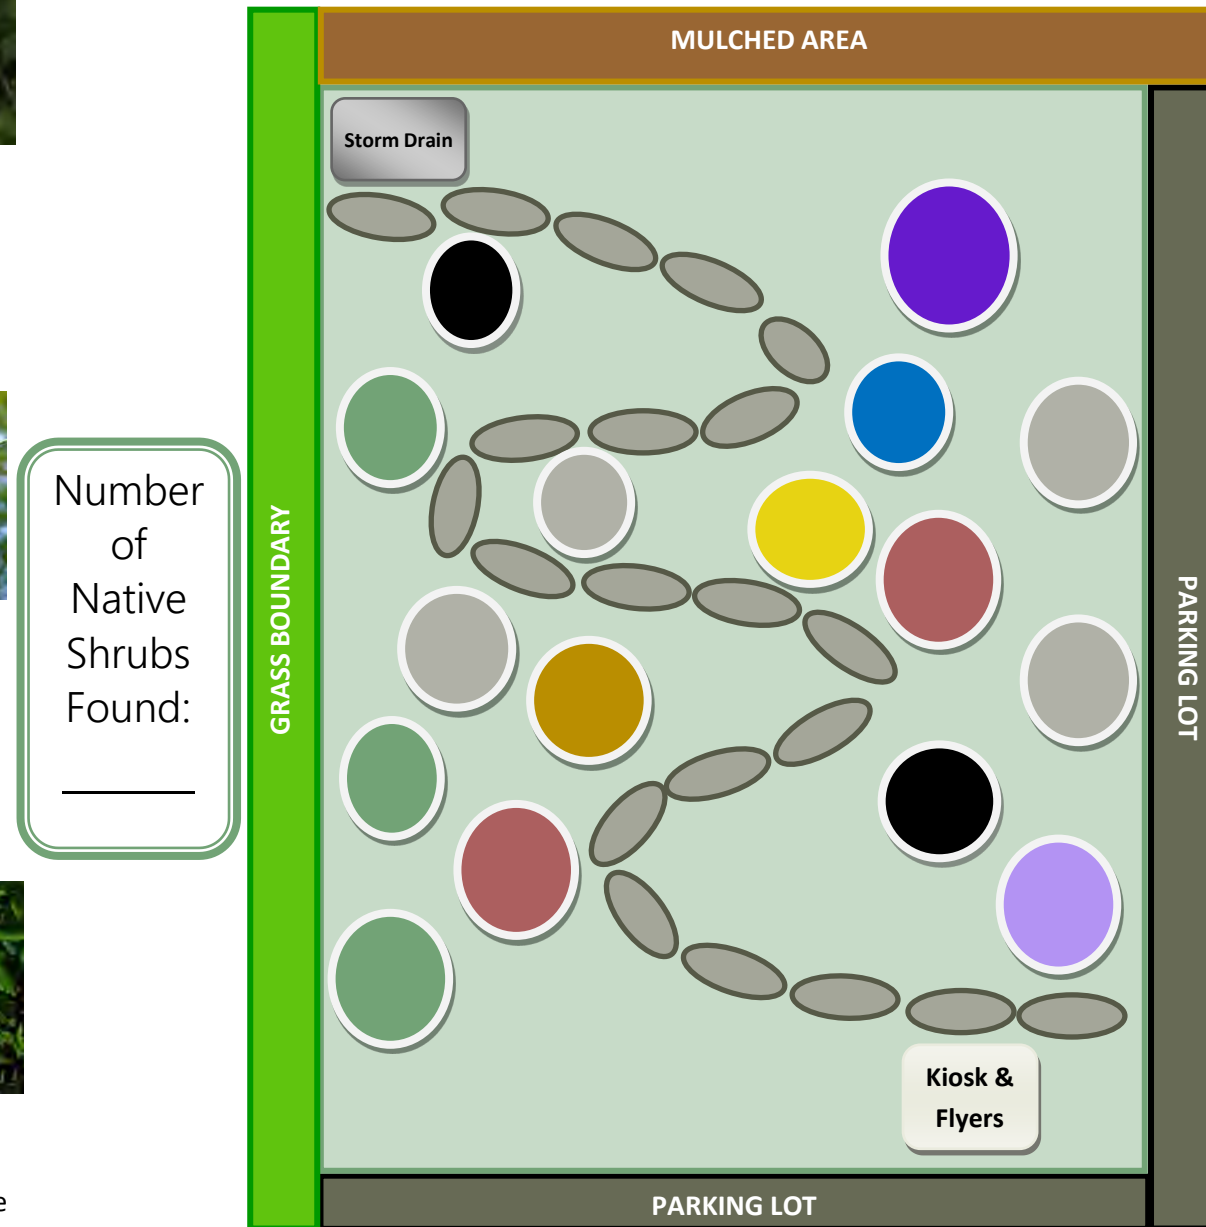 MULCHED AREA
Storm Drain
Number
of
Native
Shrubs
Found:
GRASS BOUNDARY
PARKING LOT
Kiosk &
Flyers
PARKING LOT
e